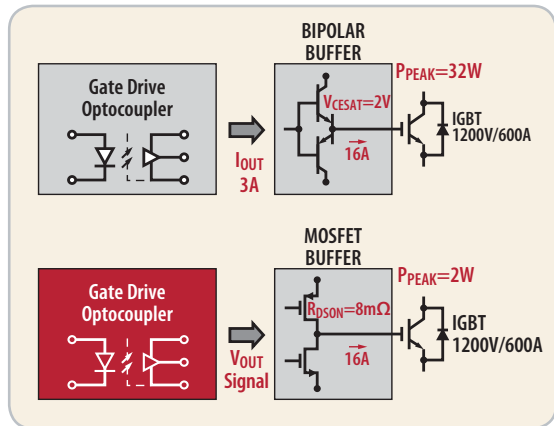 BIPOLAR
BUFFER
PPEAK=32W
Gate Drive
Optocoupler
VCESAT=2V
IGBT
1200V/600A
16A
IOUT
3A
MOSFET
BUFFER
PPEAK=2W
Gate Drive
Optocoupler
RDSON=8mΩ
IGBT
1200V/600A
16A
VOUT
Signal